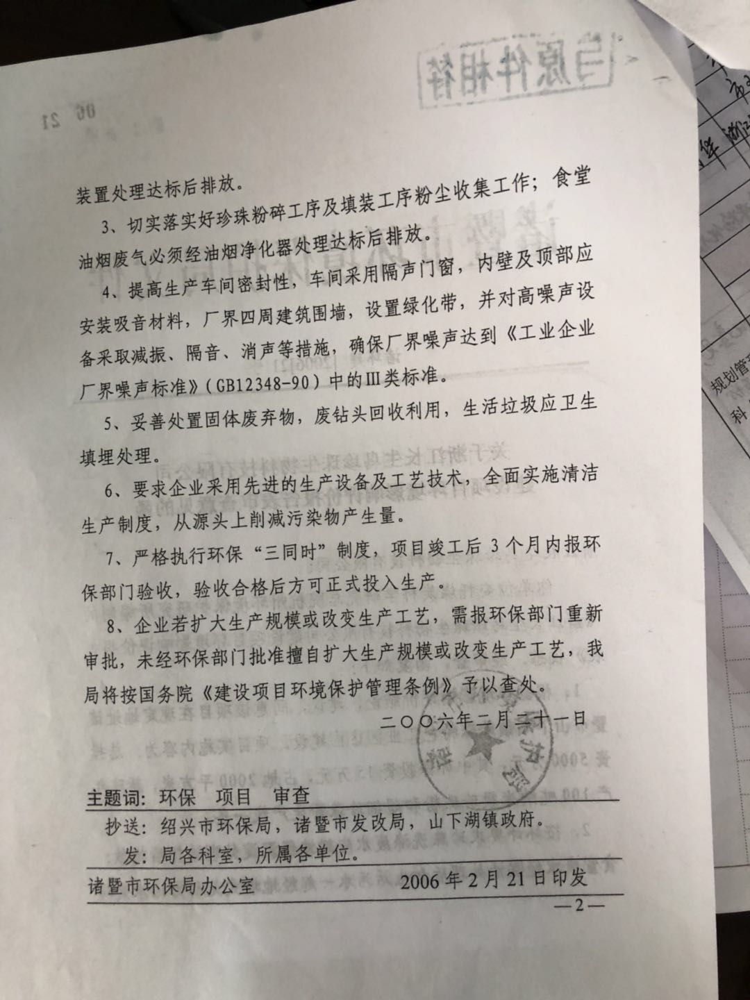 与原件相符
06 21
装置处理达标后排放。
3、切实落实好珍珠粉碎工序及填装工序粉尘收集工作；食堂
油烟废气必须经油烟净化器处理达标后排放。
4、提高生产车间密封性，车间采用隔声门窗，内壁及顶部应
安装吸音材料，厂界四周建筑围墙，设置绿化带，并对高噪声设
备采取减振、隔音、消声等措施，确保厂界噪声达到《工业企业
厂界噪声标准》（GB12348-90）中的Ⅲ类标准。
5、妥善处置固体废弃物，废钻头回收利用，生活垃圾应卫生
填埋处理。
6、要求企业采用先进的生产设备及工艺技术，全面实施清洁
生产制度，从源头上削减污染物产生量。
7、严格执行环保“三同时”制度，项目竣工后 3 个月内报环
保部门验收，验收合格后方可正式投入生产。
8、企业若扩大生产规模或改变生产工艺，需报环保部门重新
审批，未经环保部门批准擅自扩大生产规模或改变生产工艺，我
局将按国务院《建设项目环境保护管理条例》予以查处。
二〇〇六年二月二十一日
主题词：环保 项目 审查
抄送：绍兴市环保局，诸暨市发改局，山下湖镇政府。
发：局各科室，所属各单位。
诸暨市环保局办公室 2006 年 2 月 21 日印发
—2—
规划管理
科